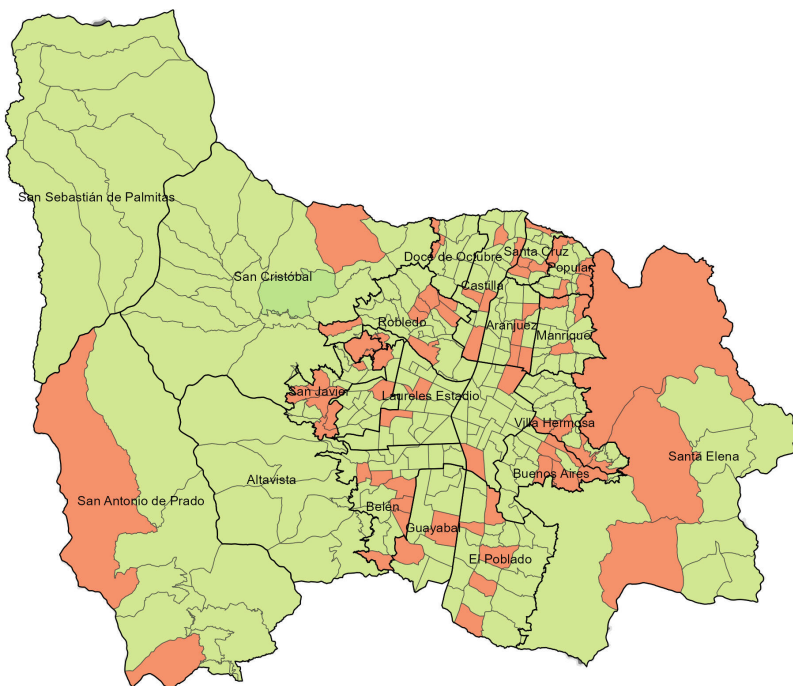 San Sebastián de Palmitas
Doce de Octubre
Santa Cruz
Popular
San Cristóbal
Castilla
Robledo
Aranjuez
Manrique
San Javier
Laureles Estadio
Villa Hermosa
Santa Elena
Buenos Aires
Altavista
San Antonio de Prado
Belén
Guayabal
El Poblado